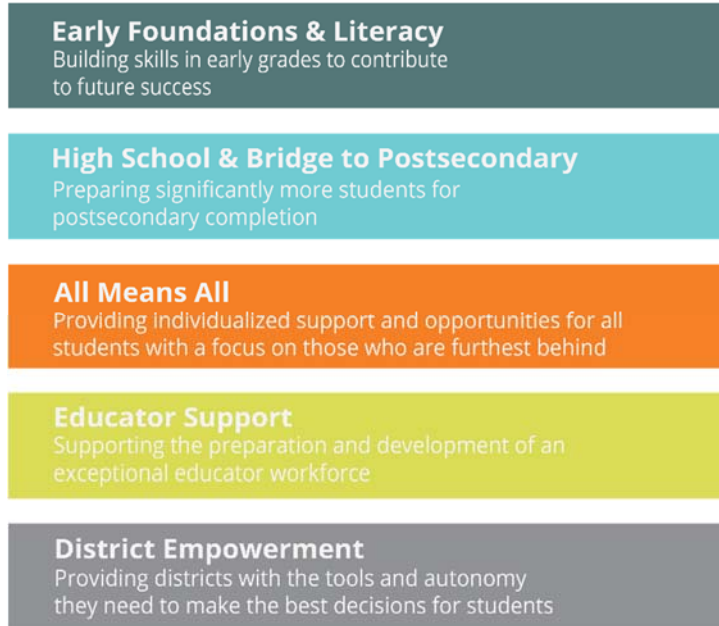 Early Foundations & Literacy
Building skills in early grades to contribute
to future success
High School & Bridge to Postsecondary
Preparing significantly more students for
postsecondary completion
All Means All
Providing individualized support and opportunities for all
students with a focus on those who are furthest behind
Educator Support
Supporting the preparation and development of an
exceptional educator workforce
District Empowerment
Providing districts with the tools and autonomy
they need to make the best decisions for students